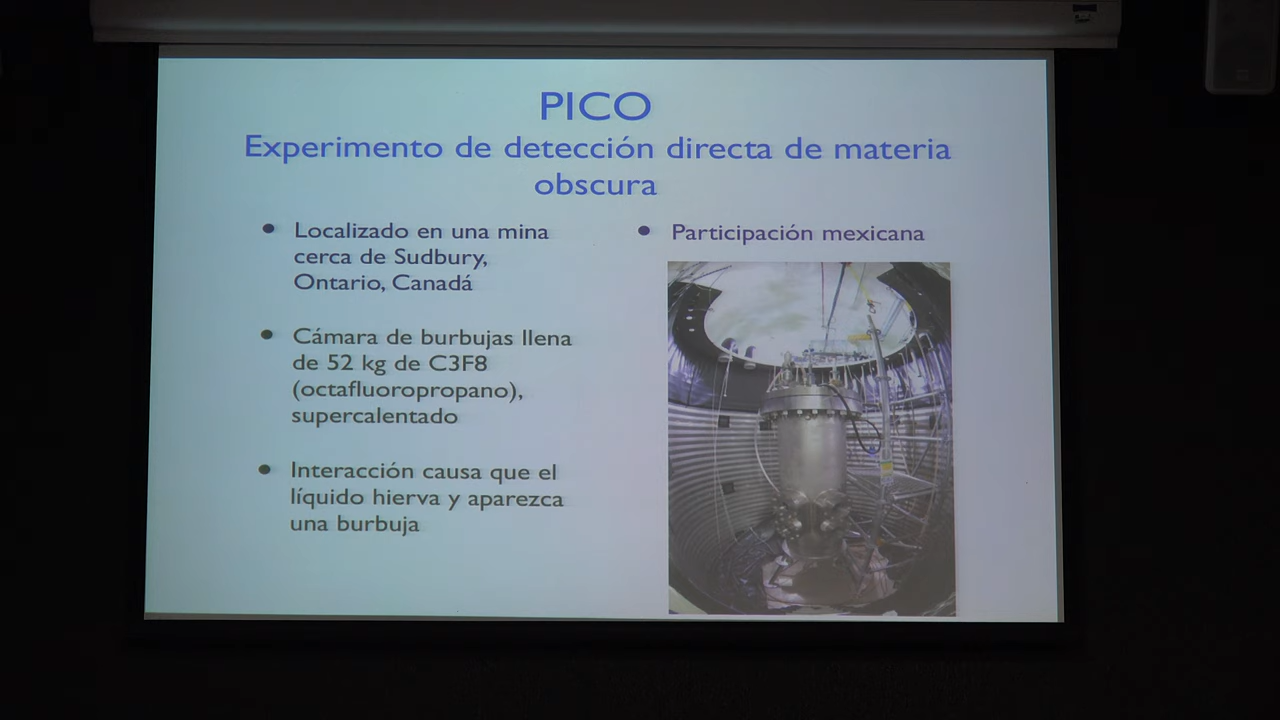 PICO
Experimento de detección directa de materia
obscura
• Localizado en una mina
cerca de Sudbury,
Ontario, Canadá
• Cámara de burbujas llena
de 52 kg de C3F8
(octafluoropropano),
supercalentado
• Interacción causa que el
líquido hierva y aparezca
una burbuja
• Participación mexicana